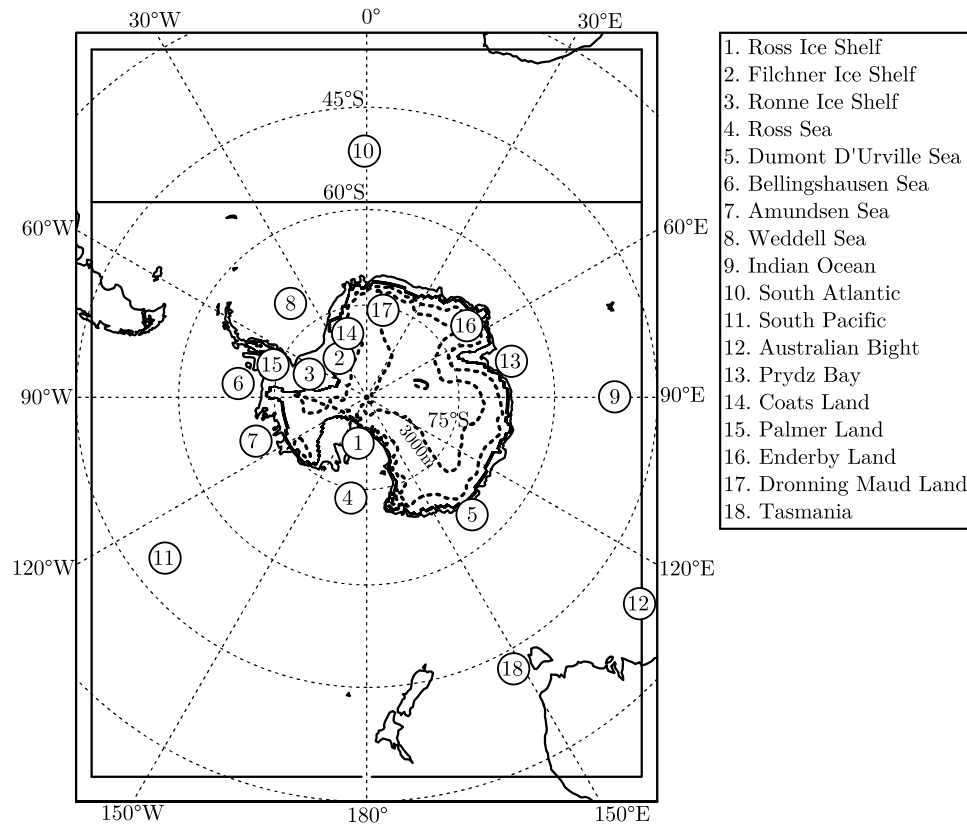 30°W 0° 30°E
1. Ross Ice Shelf
2. Filchner Ice Shelf
3. Ronne Ice Shelf
4. Ross Sea
5. Dumont D'Urville Sea
6. Bellingshausen Sea
7. Amundsen Sea
8. Weddell Sea
9. Indian Ocean
10. South Atlantic
11. South Pacific
12. Australian Bight
13. Prydz Bay
14. Coats Land
15. Palmer Land
16. Enderby Land
17. Dronning Maud Land
18. Tasmania
45°S
10
60°S
60°W 60°E
8 17 16
14
15 3 2 13
6
90°W 9 90°E
75°S
7 1 3000m
4
5
11
120°W 120°E
12
18
150°W 180° 150°E